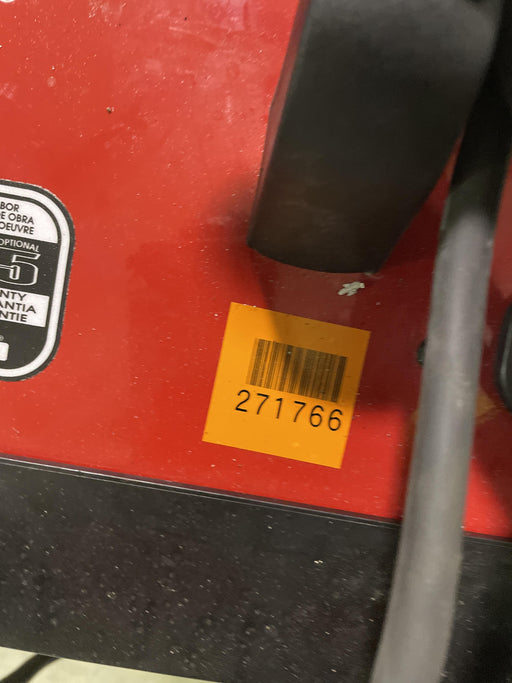 BOR
E OBRA
OEUVRE
OPTIONAL
5
NTY
ANTIA
NTIE
271766